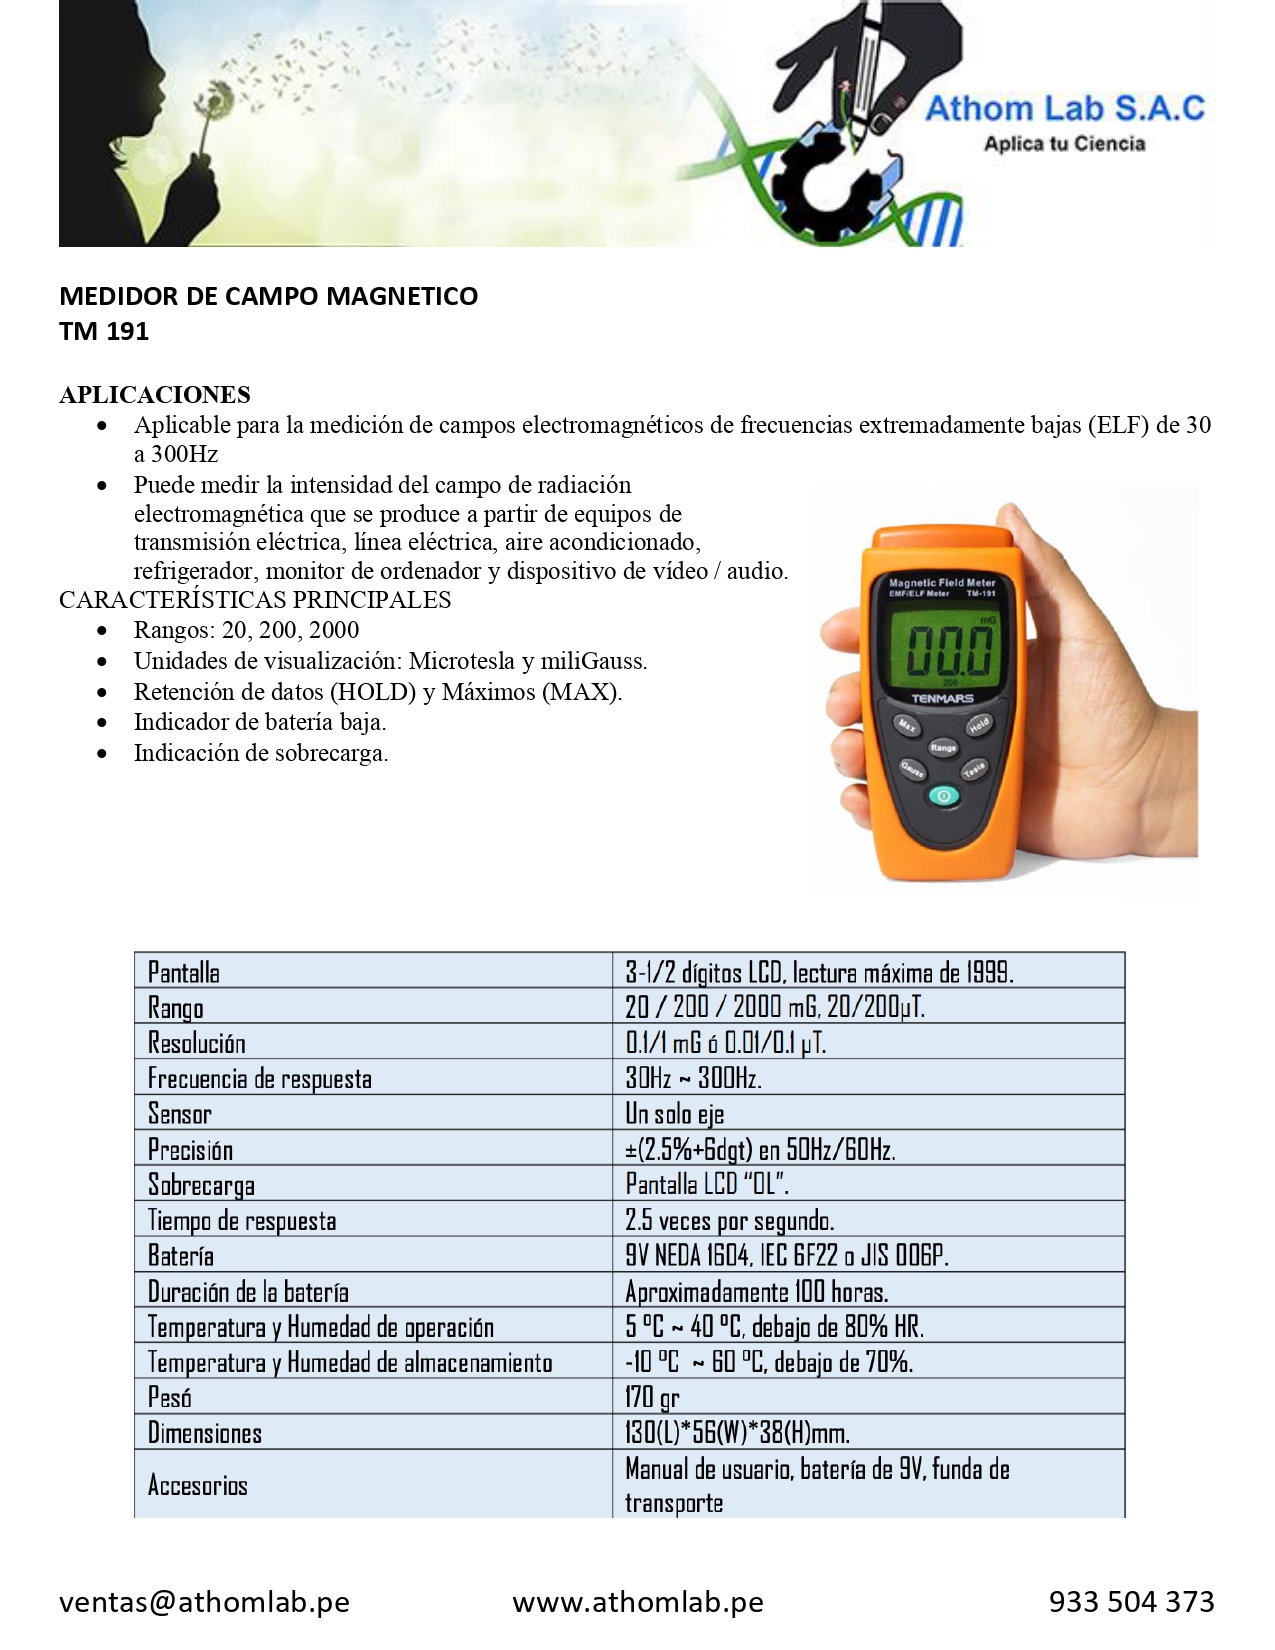 Athom Lab S.A.C
Aplica tu Ciencia
MEDIDOR DE CAMPO MAGNETICO
TM 191
APLICACIONES
• Aplicable para la medición de campos electromagnéticos de frecuencias extremadamente bajas (ELF) de 30
a 300Hz
• Puede medir la intensidad del campo de radiación
electromagnética que se produce a partir de equipos de
transmisión eléctrica, línea eléctrica, aire acondicionado,
refrigerador, monitor de ordenador y dispositivo de vídeo / audio.
CARACTERÍSTICAS PRINCIPALES
• Rangos: 20, 200, 2000
• Unidades de visualización: Microtesla y miliGauss.
• Retención de datos (HOLD) y Máximos (MAX).
• Indicador de batería baja.
• Indicación de sobrecarga.
Magnetic Field Meter
EMF/ELF Meter TM-191
mG
00.0
200
TENMARS
Max Hold
Range
Gauss Tesla
Pantalla 3-1/2 dígitos LCD, lectura máxima de 1999.
Rango 20 / 200 / 2000 mG, 20/200µT.
Resolución 0.1/1 mG ó 0.01/0.1 µT.
Frecuencia de respuesta 30Hz ~ 300Hz.
Sensor Un solo eje
Precisión ±(2.5%+6dgt) en 50Hz/60Hz.
Sobrecarga Pantalla LCD “OL”.
Tiempo de respuesta 2.5 veces por segundo.
Batería 9V NEDA 1604, IEC 6F22 o JIS 006P.
Duración de la batería Aproximadamente 100 horas.
Temperatura y Humedad de operación 5 ºC ~ 40 ºC, debajo de 80% HR.
Temperatura y Humedad de almacenamiento -10 ºC ~ 60 ºC, debajo de 70%.
Pesó 170 gr
Dimensiones 130(L)*56(W)*38(H)mm.
Accesorios Manual de usuario, batería de 9V, funda de
transporte
ventas@athomlab.pe www.athomlab.pe 933 504 373